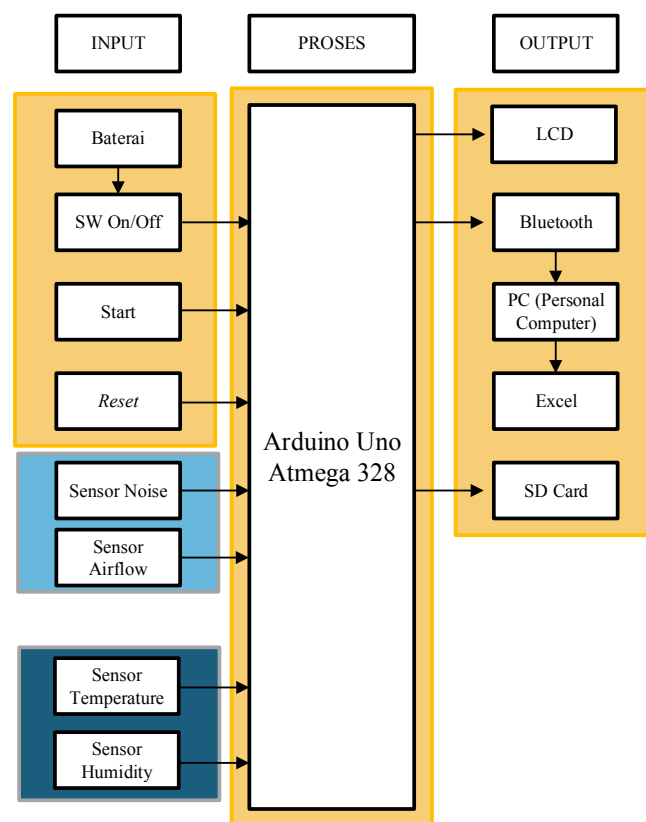 INPUT
PROSES
OUTPUT
Baterai
SW On/Off
Start
Reset
Sensor Noise
Sensor
Airflow
Sensor
Temperature
Sensor
Humidity
Arduino Uno
Atmega 328
LCD
Bluetooth
PC (Personal
Computer)
Excel
SD Card